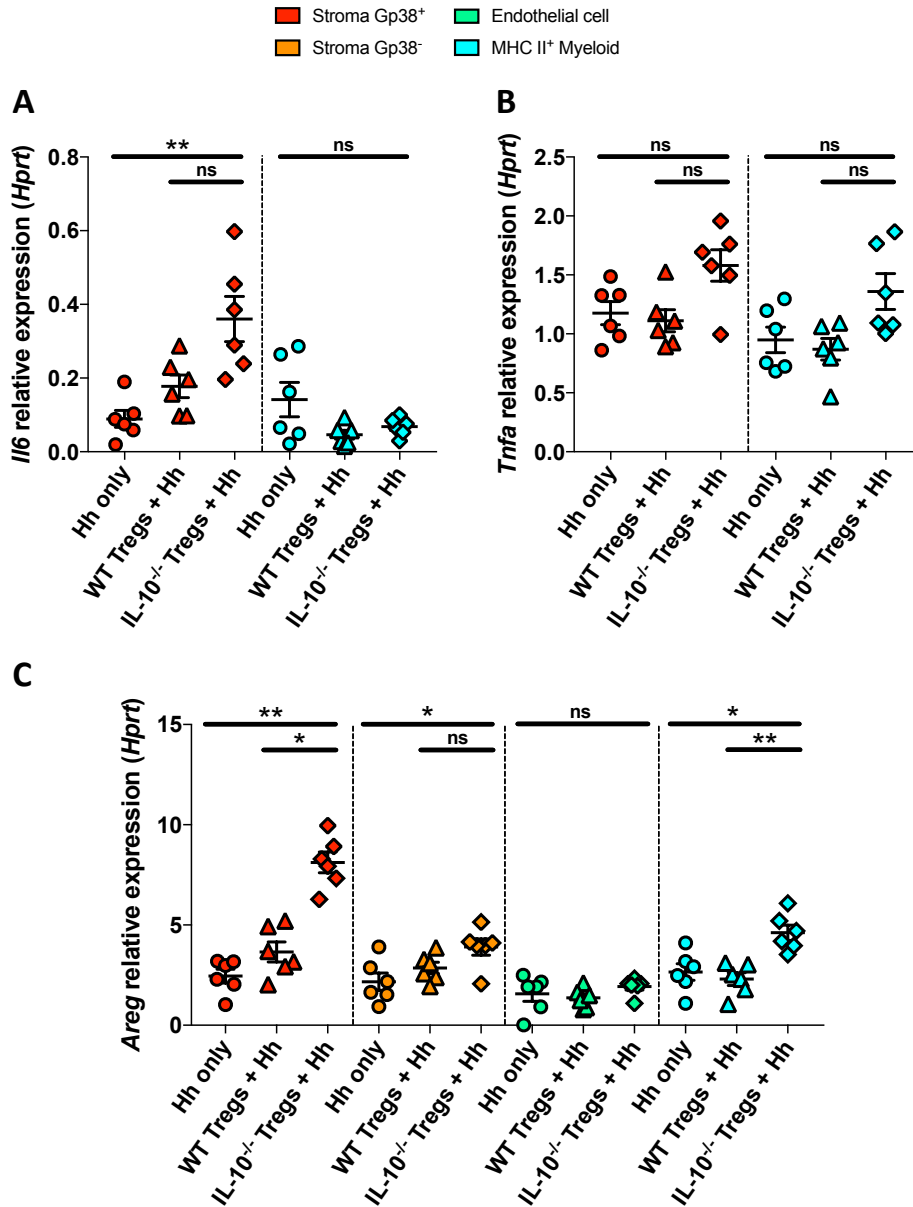 Stroma Gp38⁺
Endothelial cell
Stroma Gp38⁻
MHC II⁺ Myeloid
A
Il6 relative expression (Hprt)
0.8
0.6
0.4
0.2
0.0
**
ns
ns
Hh only
WT Tregs + Hh
IL-10⁻/⁻ Tregs + Hh
Hh only
WT Tregs + Hh
IL-10⁻/⁻ Tregs + Hh
B
Tnfa relative expression (Hprt)
2.5
2.0
1.5
1.0
0.5
0.0
ns
ns
ns
ns
Hh only
WT Tregs + Hh
IL-10⁻/⁻ Tregs + Hh
Hh only
WT Tregs + Hh
IL-10⁻/⁻ Tregs + Hh
C
Areg relative expression (Hprt)
15
10
5
0
**
*
*
ns
ns
*
**
Hh only
WT Tregs + Hh
IL-10⁻/⁻ Tregs + Hh
Hh only
WT Tregs + Hh
IL-10⁻/⁻ Tregs + Hh
Hh only
WT Tregs + Hh
IL-10⁻/⁻ Tregs + Hh
Hh only
WT Tregs + Hh
IL-10⁻/⁻ Tregs + Hh